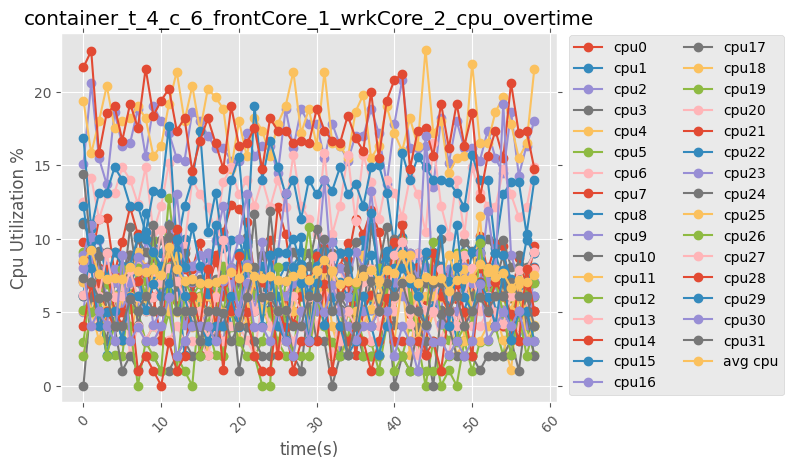 container_t_4_c_6_frontCore_1_wrkCore_2_cpu_overtime
Cpu Utilization %
20
15
10
5
0
0
10
20
30
40
50
60
time(s)
cpu0
cpu1
cpu2
cpu3
cpu4
cpu5
cpu6
cpu7
cpu8
cpu9
cpu10
cpu11
cpu12
cpu13
cpu14
cpu15
cpu16
cpu17
cpu18
cpu19
cpu20
cpu21
cpu22
cpu23
cpu24
cpu25
cpu26
cpu27
cpu28
cpu29
cpu30
cpu31
avg cpu